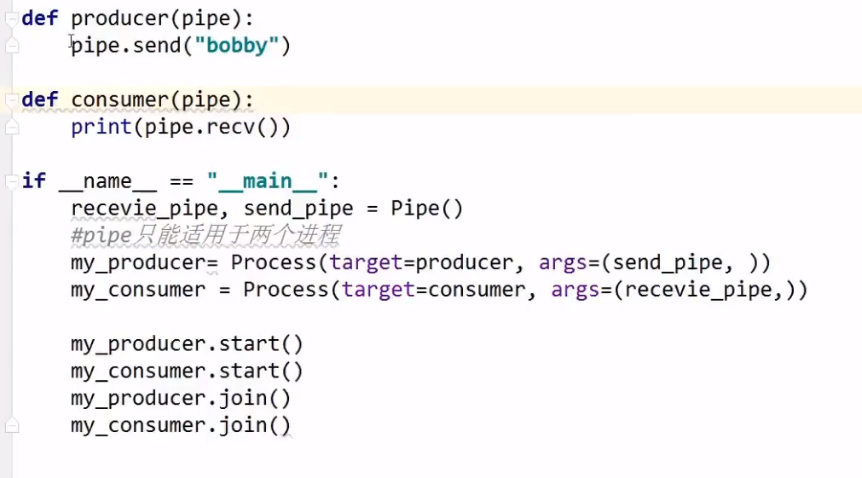 def producer(pipe):
    pipe.send("bobby")
def consumer(pipe):
    print(pipe.recv())
if __name__ == "__main__":
    recevie_pipe, send_pipe = Pipe()
    #pipe只能适用于两个进程
    my_producer= Process(target=producer, args=(send_pipe, ))
    my_consumer = Process(target=consumer, args=(recevie_pipe,))
    my_producer.start()
    my_consumer.start()
    my_producer.join()
    my_consumer.join()